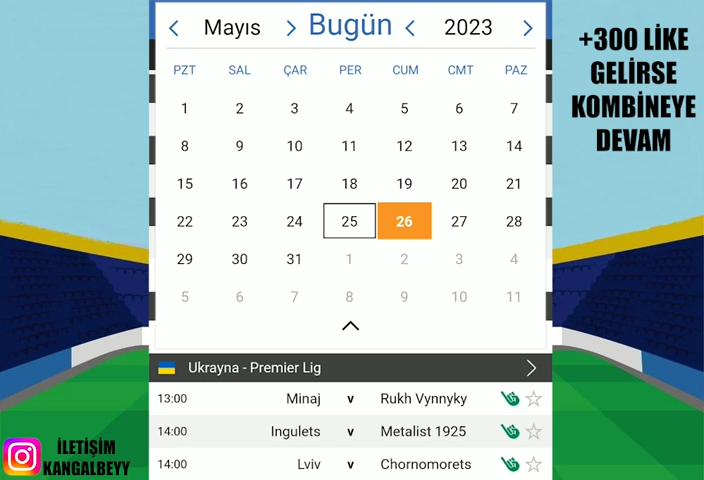 Mayıs Bugün 2023
PZT SAL ÇAR PER CUM CMT PAZ
1 2 3 4 5 6 7
8 9 10 11 12 13 14
15 16 17 18 19 20 21
22 23 24 25 26 27 28
29 30 31 1 2 3 4
5 6 7 8 9 10 11
Ukrayna - Premier Lig
13:00 Minaj v Rukh Vynnyky
14:00 Ingulets v Metalist 1925
14:00 Lviv v Chornomorets
+300 LİKE
GELİRSE
KOMBİNEYE
DEVAM
İLETİŞİM
KANGALBEYY